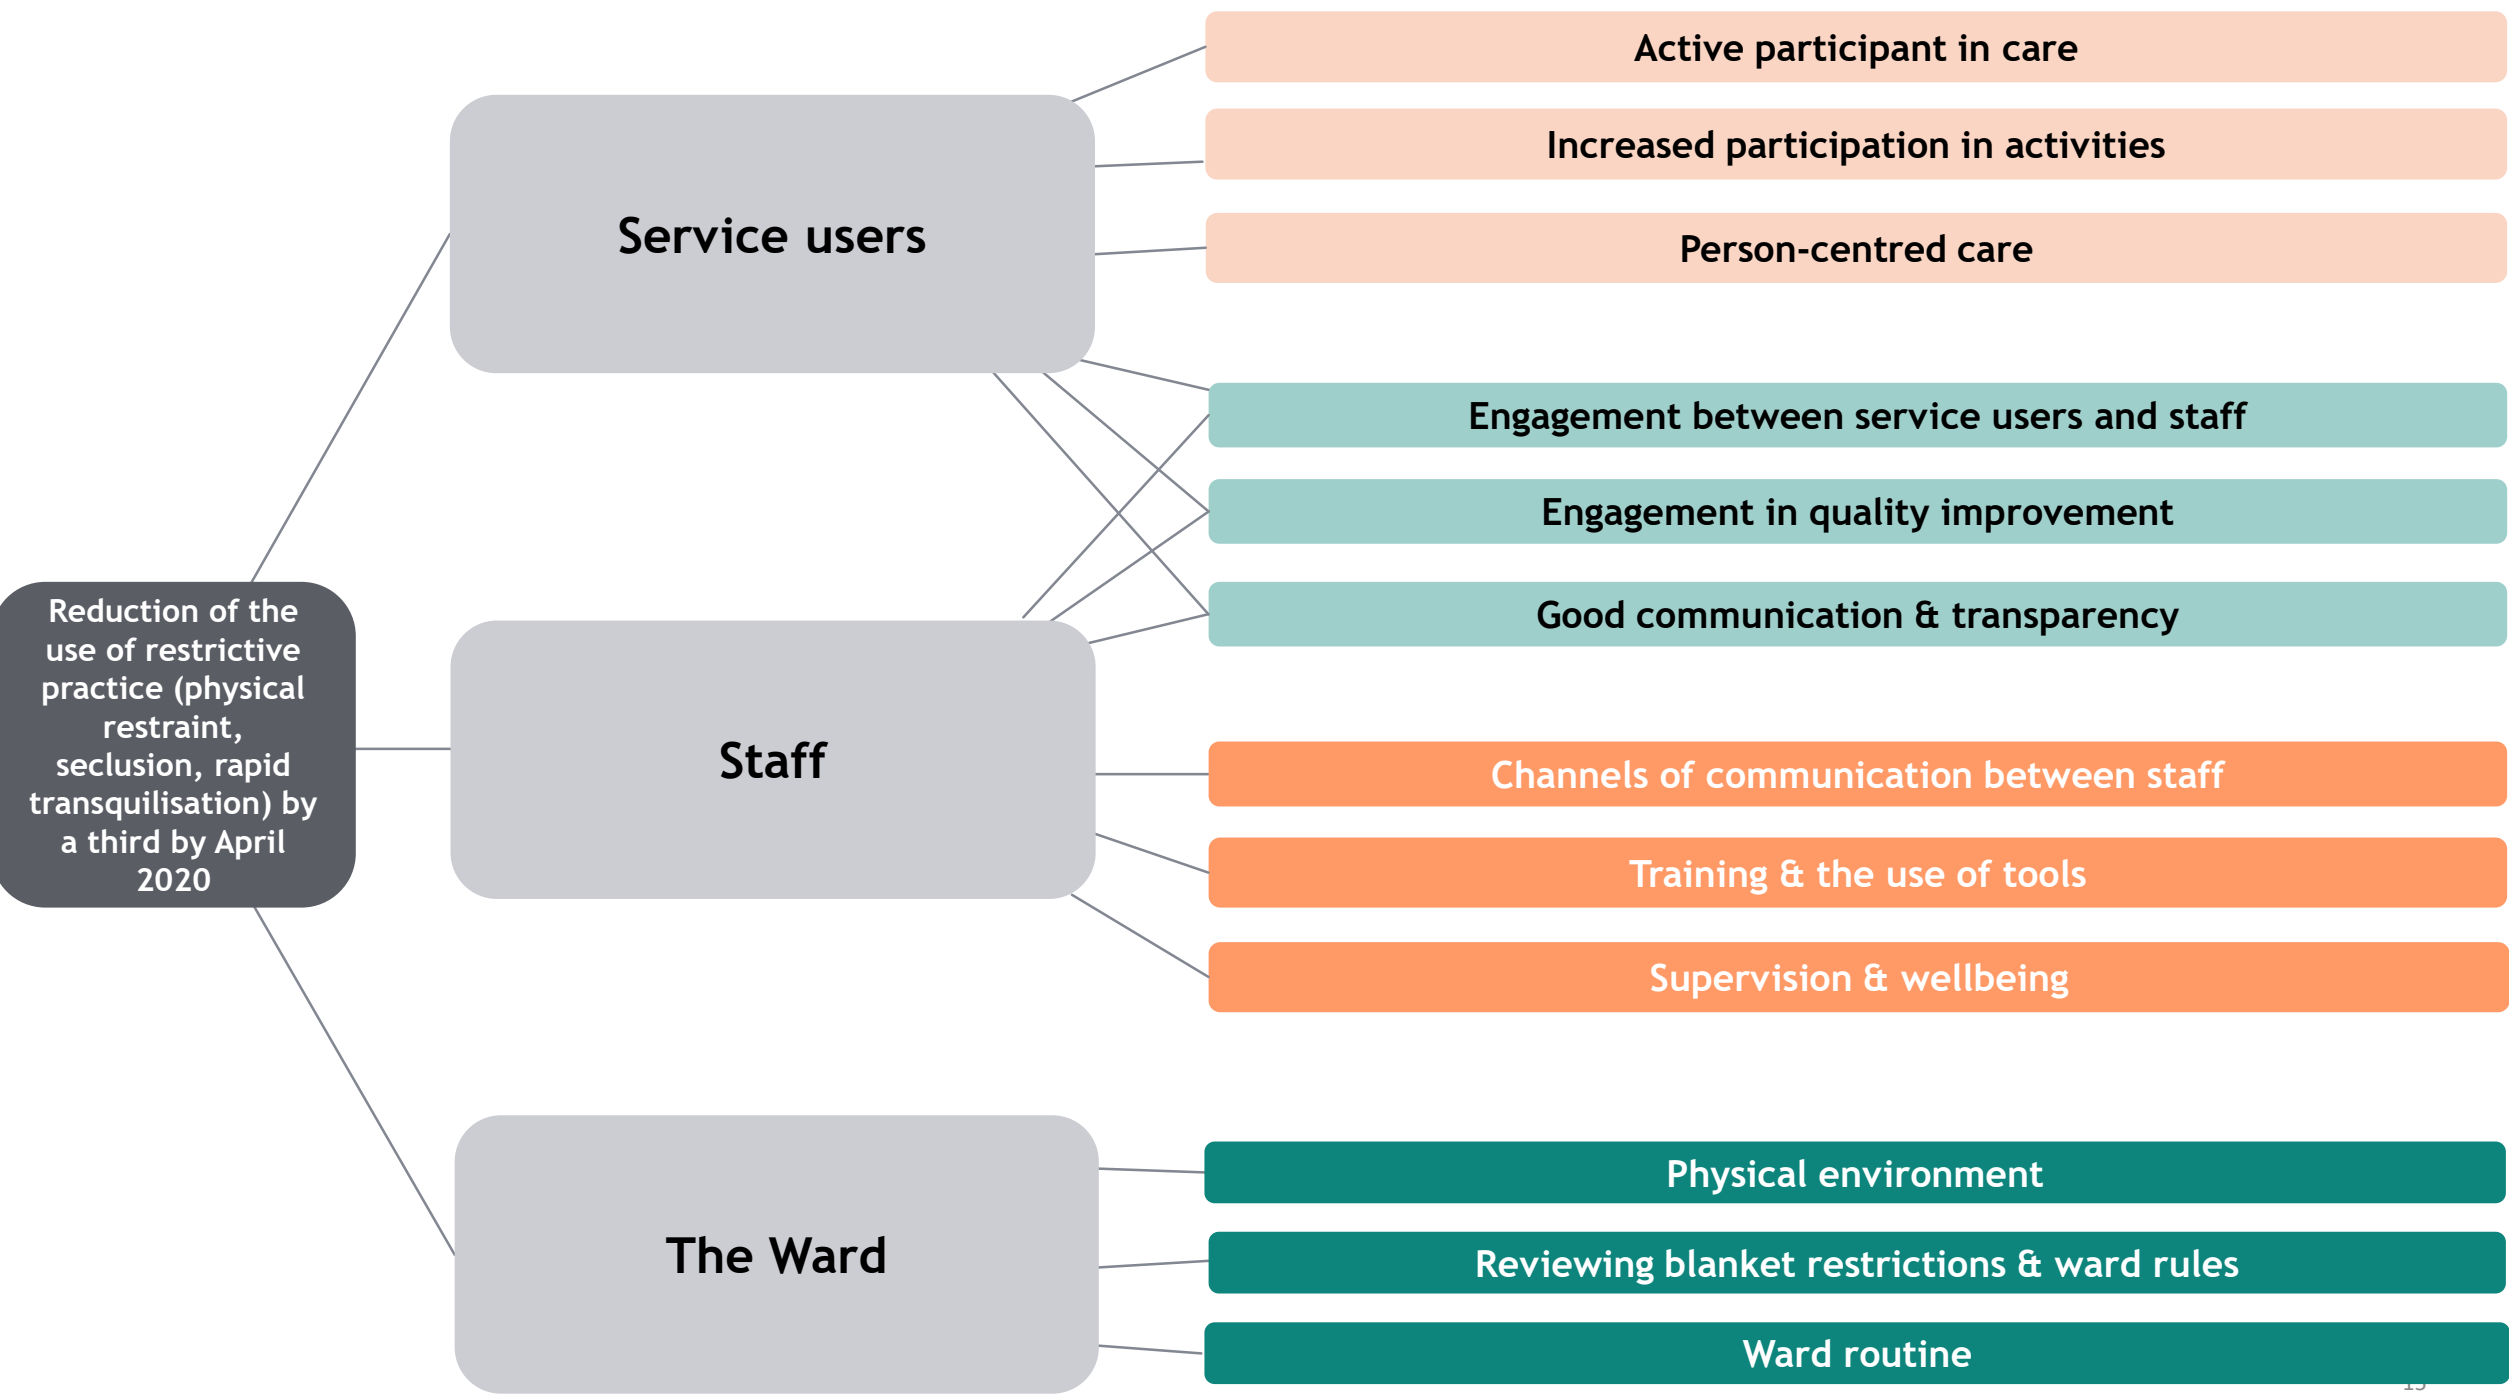 Active participant in care
Increased participation in activities
Person-centred care
Service users
Engagement between service users and staff
Engagement in quality improvement
Good communication & transparency
Reduction of the
use of restrictive
practice (physical
restraint,
seclusion, rapid
transquilisation) by
a third by April
2020
Staff
Channels of communication between staff
Training & the use of tools
Supervision & wellbeing
The Ward
Physical environment
Reviewing blanket restrictions & ward rules
Ward routine